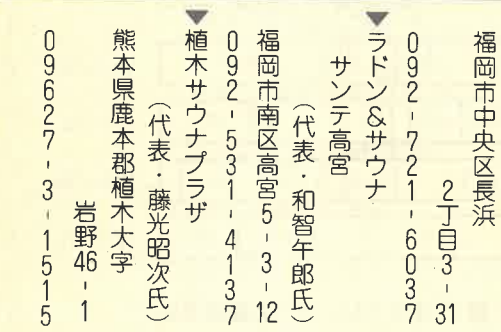 福岡市中央区長浜
2丁目3-31
092-721-6037
▼ラドン&サウナ
サンテ高宮
(代表・和智午郎氏)
福岡市南区高宮5-3-12
092-531-4137
▼植木サウナプラザ
(代表・藤光昭次氏)
熊本県鹿本郡植木大字
岩野46-1
09627-3-1515